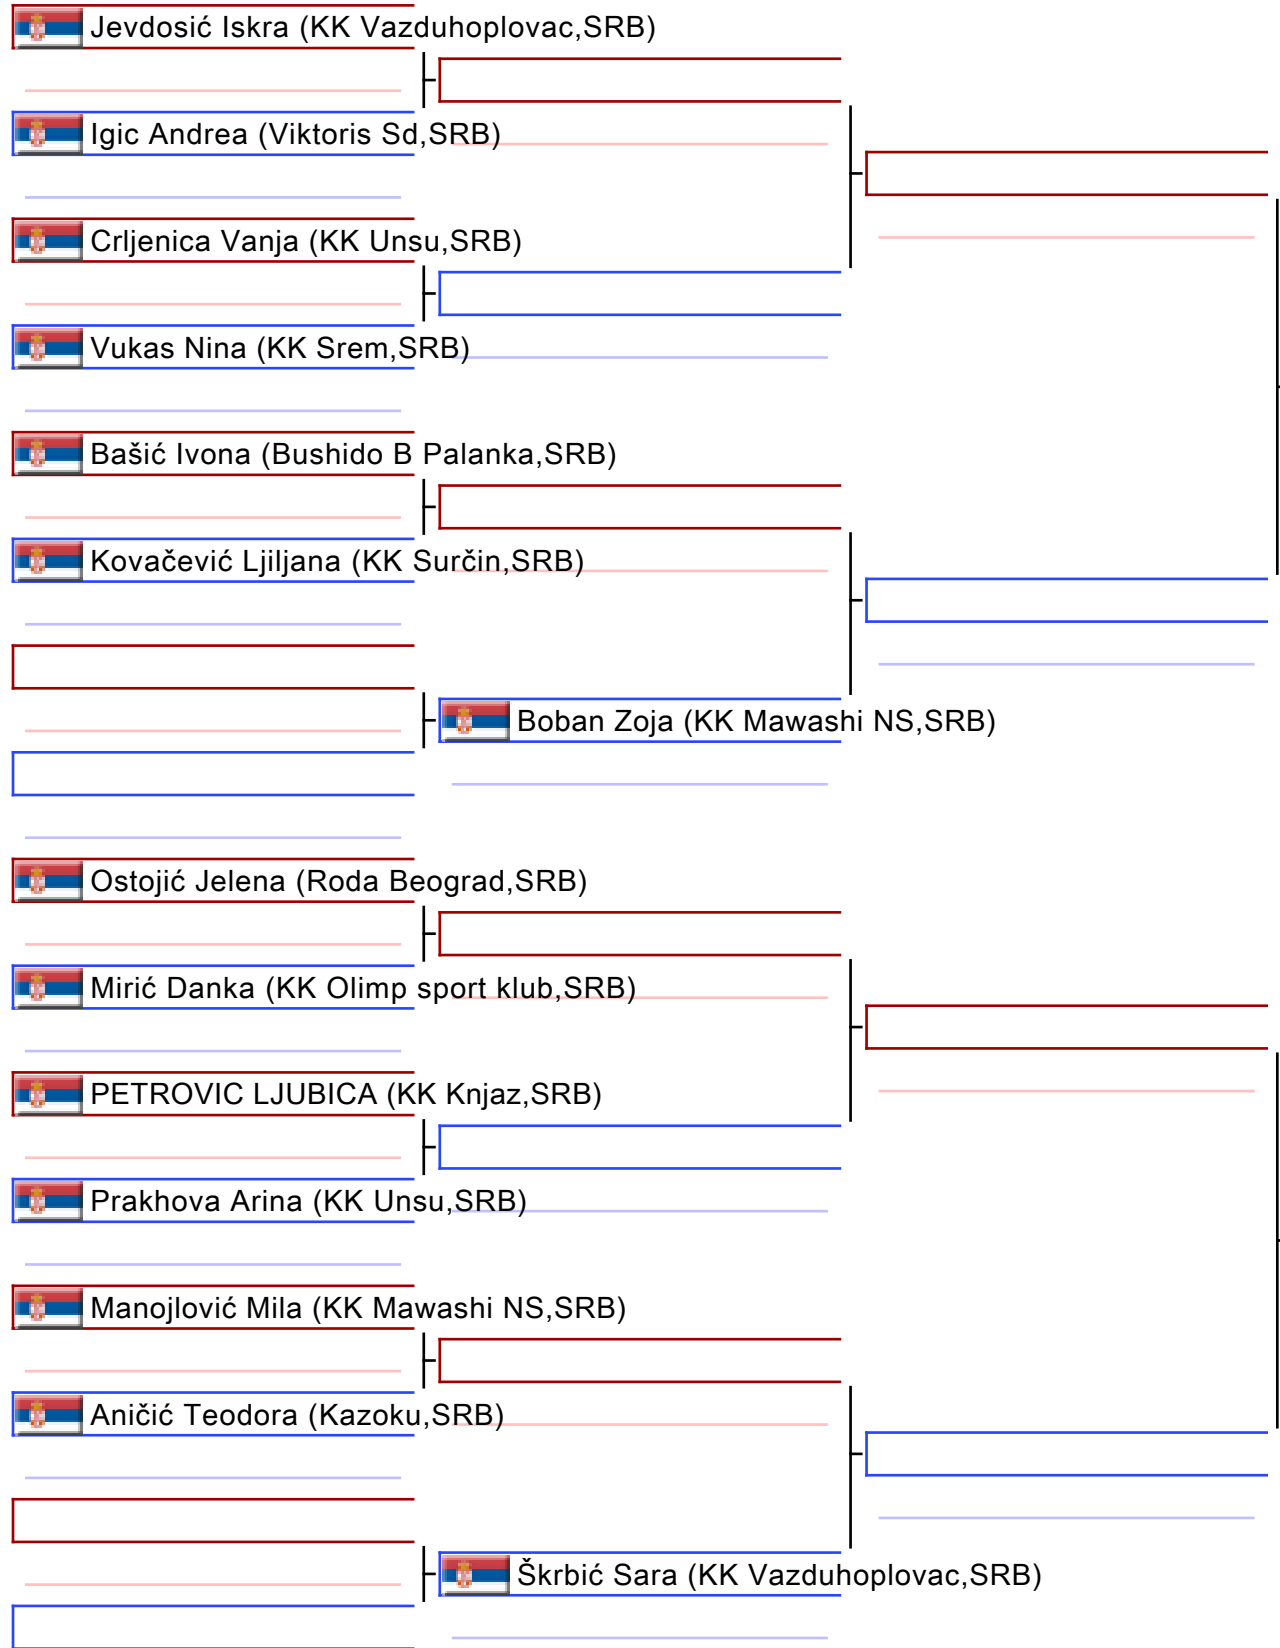 Jevdosić Iskra (KK Vazduhoplovac,SRB)
Igic Andrea (Viktoris Sd,SRB)
Crljenica Vanja (KK Unsu,SRB)
Vukas Nina (KK Srem,SRB)
Bašić Ivona (Bushido B Palanka,SRB)
Kovačević Ljiljana (KK Surčin,SRB)
Boban Zoja (KK Mawashi NS,SRB)
Ostojić Jelena (Roda Beograd,SRB)
Mirić Danka (KK Olimp sport klub,SRB)
PETROVIC LJUBICA (KK Knjaz,SRB)
Prakhova Arina (KK Unsu,SRB)
Manojlović Mila (KK Mawashi NS,SRB)
Aničić Teodora (Kazoku,SRB)
Škrbić Sara (KK Vazduhoplovac,SRB)